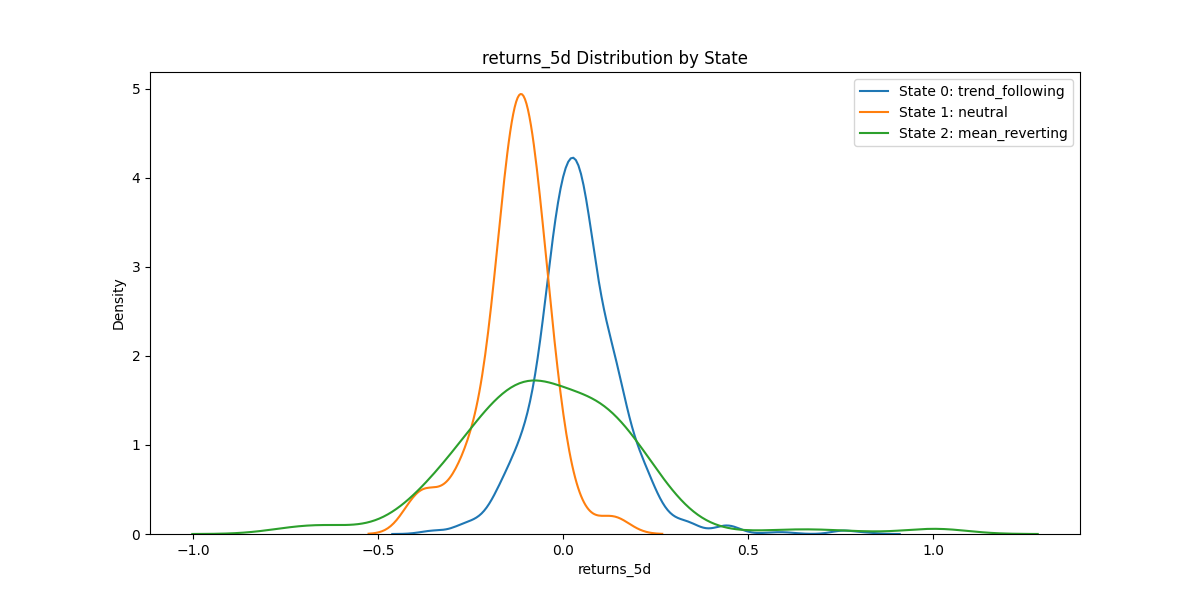 returns_5d Distribution by State
State 0: trend_following
State 1: neutral
State 2: mean_reverting
Density
5
4
3
2
1
0
−1.0
−0.5
0.0
0.5
1.0
returns_5d